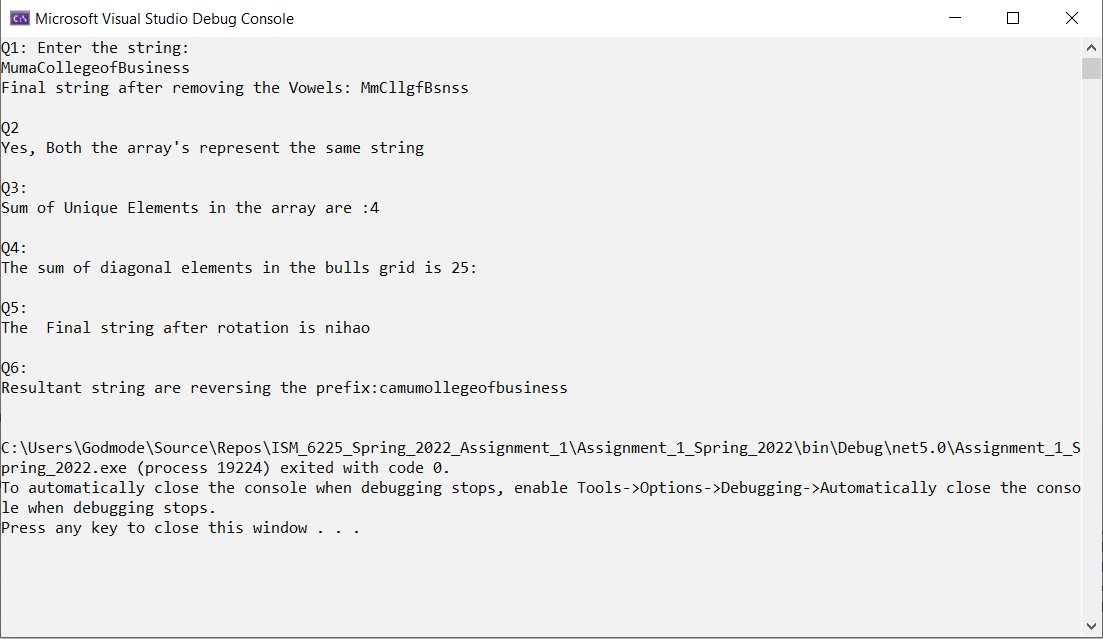 Microsoft Visual Studio Debug Console
Q1: Enter the string:
MumaCollegeofBusiness
Final string after removing the Vowels: MmCllgfBsnss
Q2
Yes, Both the array's represent the same string
Q3:
Sum of Unique Elements in the array are :4
Q4:
The sum of diagonal elements in the bulls grid is 25:
Q5:
The  Final string after rotation is nihao
Q6:
Resultant string are reversing the prefix:camumollegeofbusiness
C:\Users\Godmode\Source\Repos\ISM_6225_Spring_2022_Assignment_1\Assignment_1_Spring_2022\bin\Debug\net5.0\Assignment_1_S
pring_2022.exe (process 19224) exited with code 0.
To automatically close the console when debugging stops, enable Tools->Options->Debugging->Automatically close the conso
le when debugging stops.
Press any key to close this window . . .